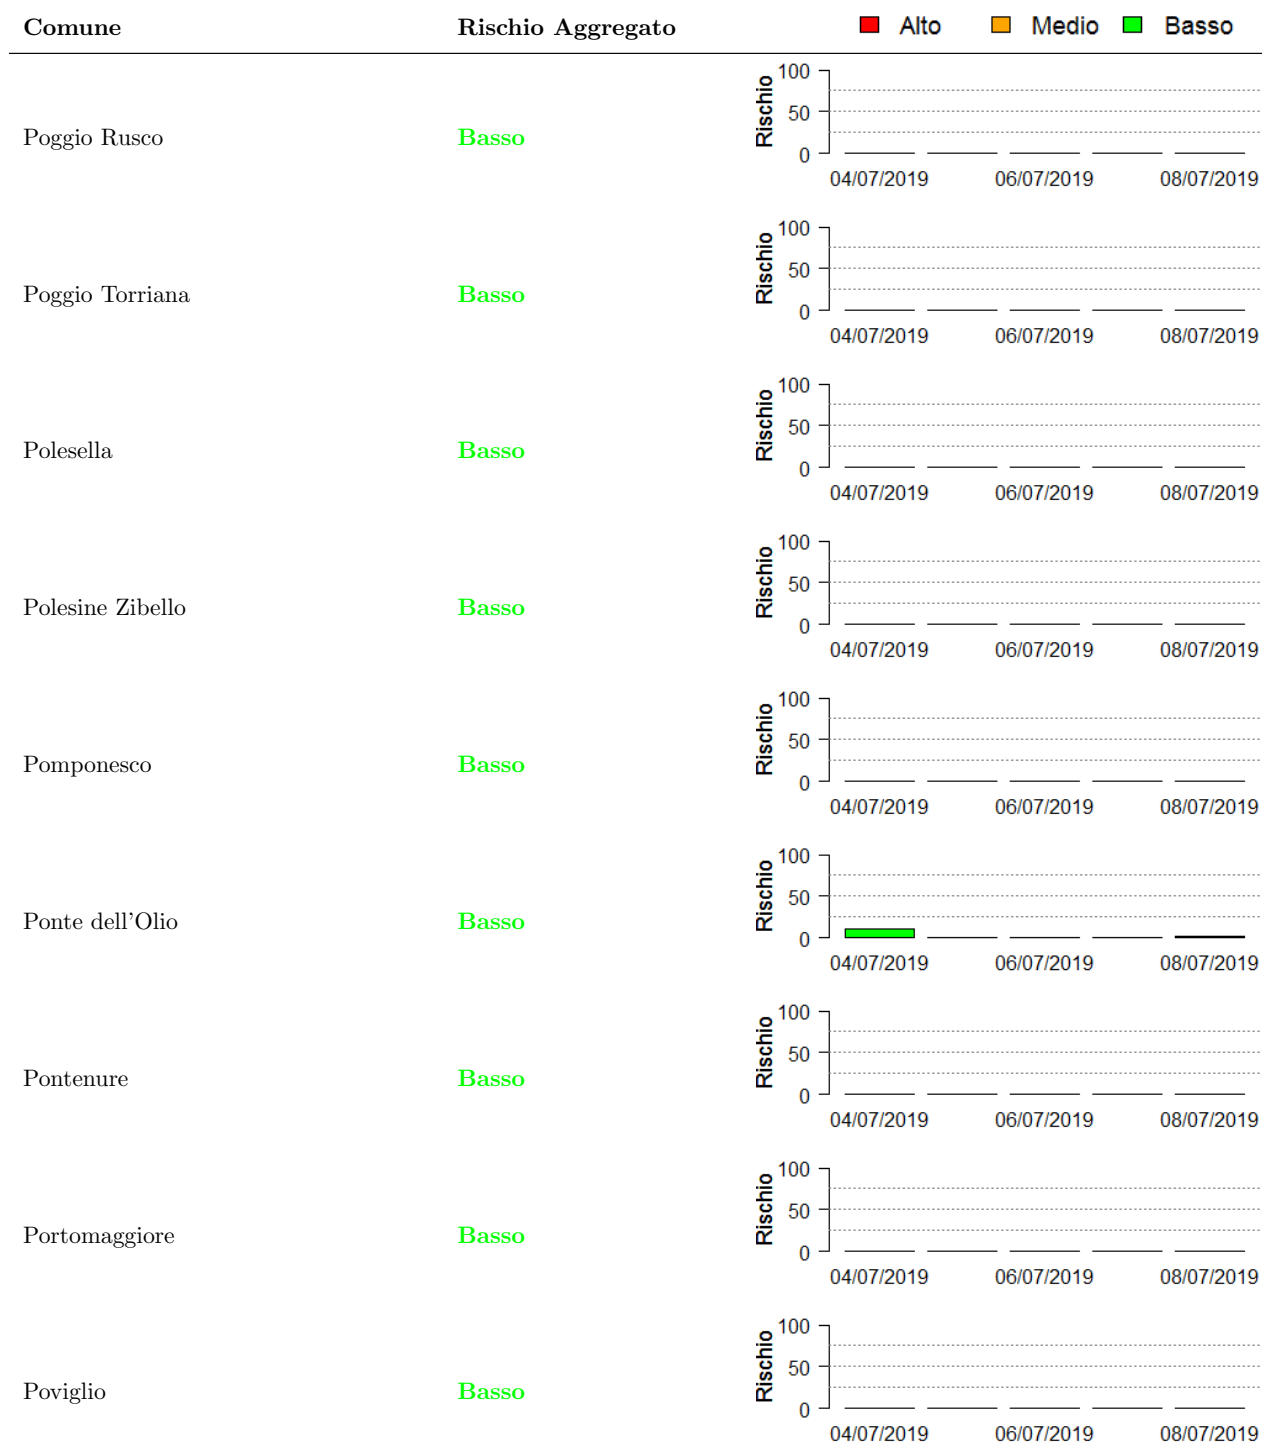 Comune Rischio Aggregato Alto Medio Basso
100
Rischio
50
Poggio Rusco Basso
0
04/07/2019 06/07/2019 08/07/2019
100
Rischio
50
Poggio Torriana Basso
0
04/07/2019 06/07/2019 08/07/2019
100
Rischio
50
Polesella Basso
0
04/07/2019 06/07/2019 08/07/2019
100
Rischio
50
Polesine Zibello Basso
0
04/07/2019 06/07/2019 08/07/2019
100
Rischio
50
Pomponesco Basso
0
04/07/2019 06/07/2019 08/07/2019
100
Rischio
50
Ponte dell'Olio Basso
0
04/07/2019 06/07/2019 08/07/2019
100
Rischio
50
Pontenure Basso
0
04/07/2019 06/07/2019 08/07/2019
100
Rischio
50
Portomaggiore Basso
0
04/07/2019 06/07/2019 08/07/2019
100
Rischio
50
Poviglio Basso
0
04/07/2019 06/07/2019 08/07/2019